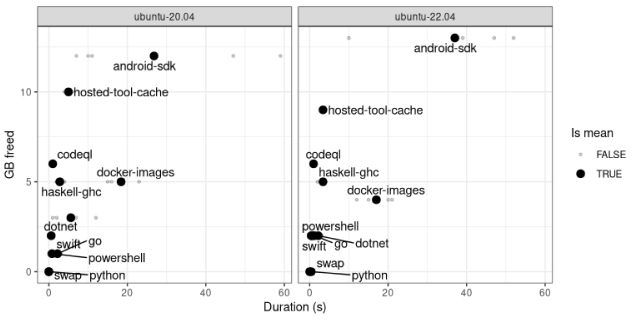 ubuntu-20.04
ubuntu-22.04
GB freed
10
5
0
android-sdk
hosted-tool-cache
codeql
docker-images
haskell-ghc
dotnet
swift
go
powershell
swap
python
android-sdk
hosted-tool-cache
codeql
haskell-ghc
docker-images
powershell
swift
go
dotnet
swap
python
0
20
40
60
0
20
40
60
Duration (s)
Is mean
FALSE
TRUE